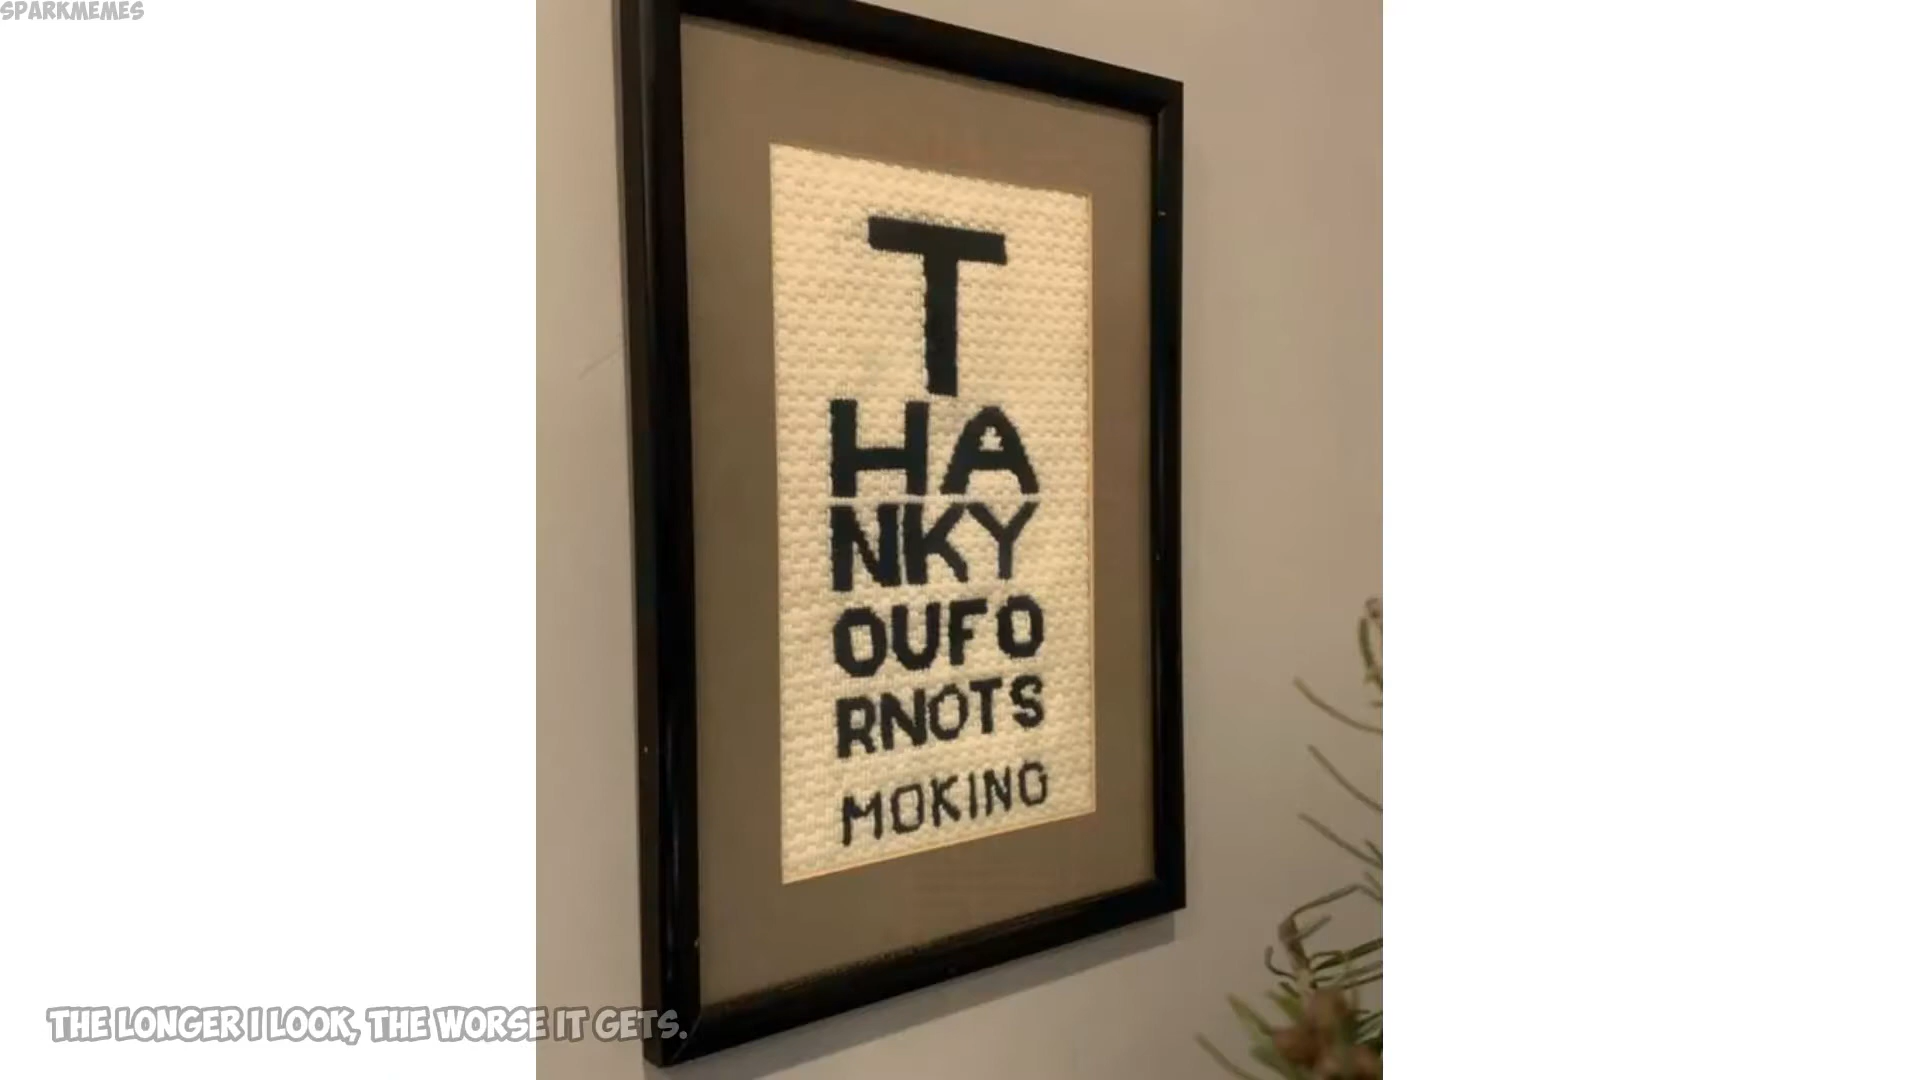 SPARKMEMES
T
HA
NKY
OUFO
RNOTS
MOKING
THE LONGER I LOOK, THE WORSE IT GETS.